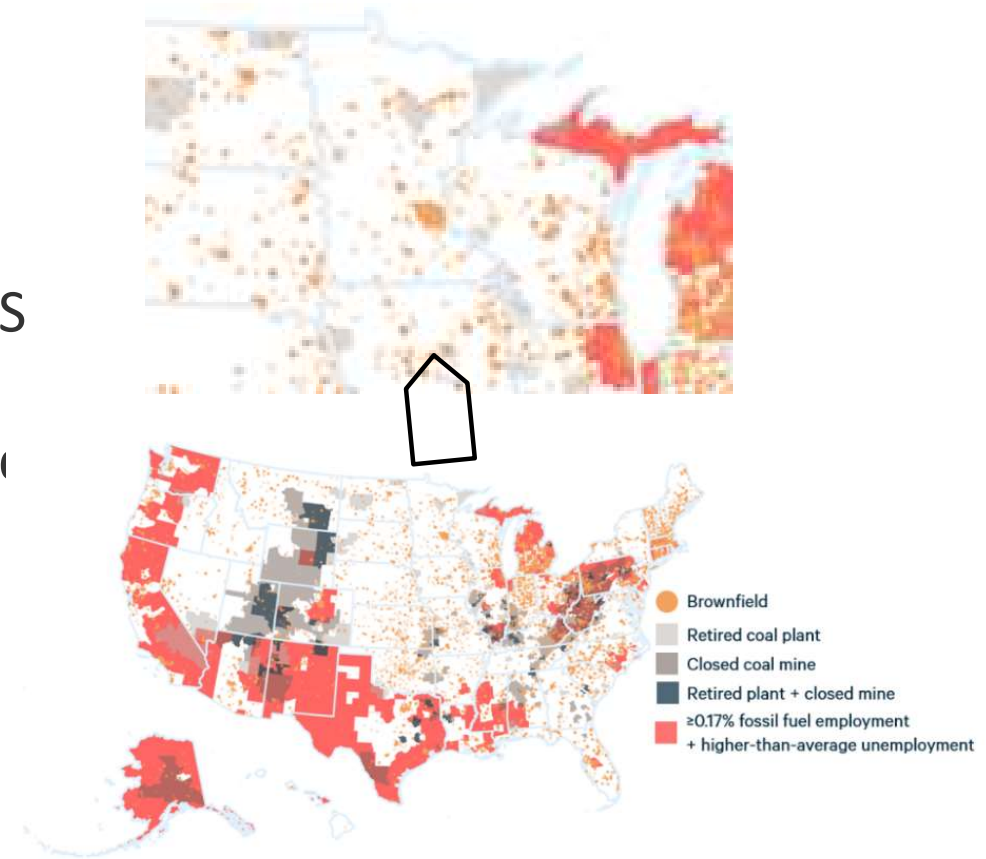 S
Brownfield
Retired coal plant
Closed coal mine
Retired plant + closed mine
≥0.17% fossil fuel employment
+ higher-than-average unemployment